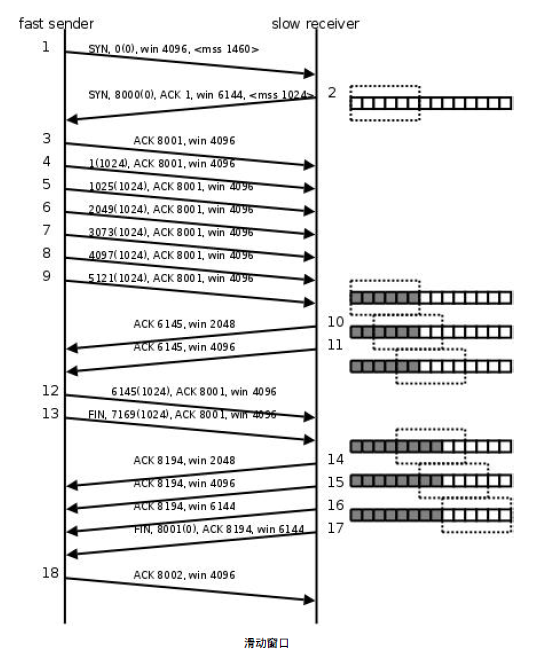 fast sender
slow receiver
1
SYN, 0(0), win 4096, <mss 1460>
SYN, 8000(0), ACK 1, win 6144, <mss 1024>
2
3
ACK 8001, win 4096
4
1(1024), ACK 8001, win 4096
5
1025(1024), ACK 8001, win 4096
6
2049(1024), ACK 8001, win 4096
7
3073(1024), ACK 8001, win 4096
8
4097(1024), ACK 8001, win 4096
9
5121(1024), ACK 8001, win 4096
ACK 6145, win 2048
10
ACK 6145, win 4096
11
12
6145(1024), ACK 8001, win 4096
13
FIN, 7169(1024), ACK 8001, win 4096
ACK 8194, win 2048
14
ACK 8194, win 4096
15
ACK 8194, win 6144
16
FIN, 8001(0), ACK 8194, win 6144
17
18
ACK 8002, win 4096
滑动窗口